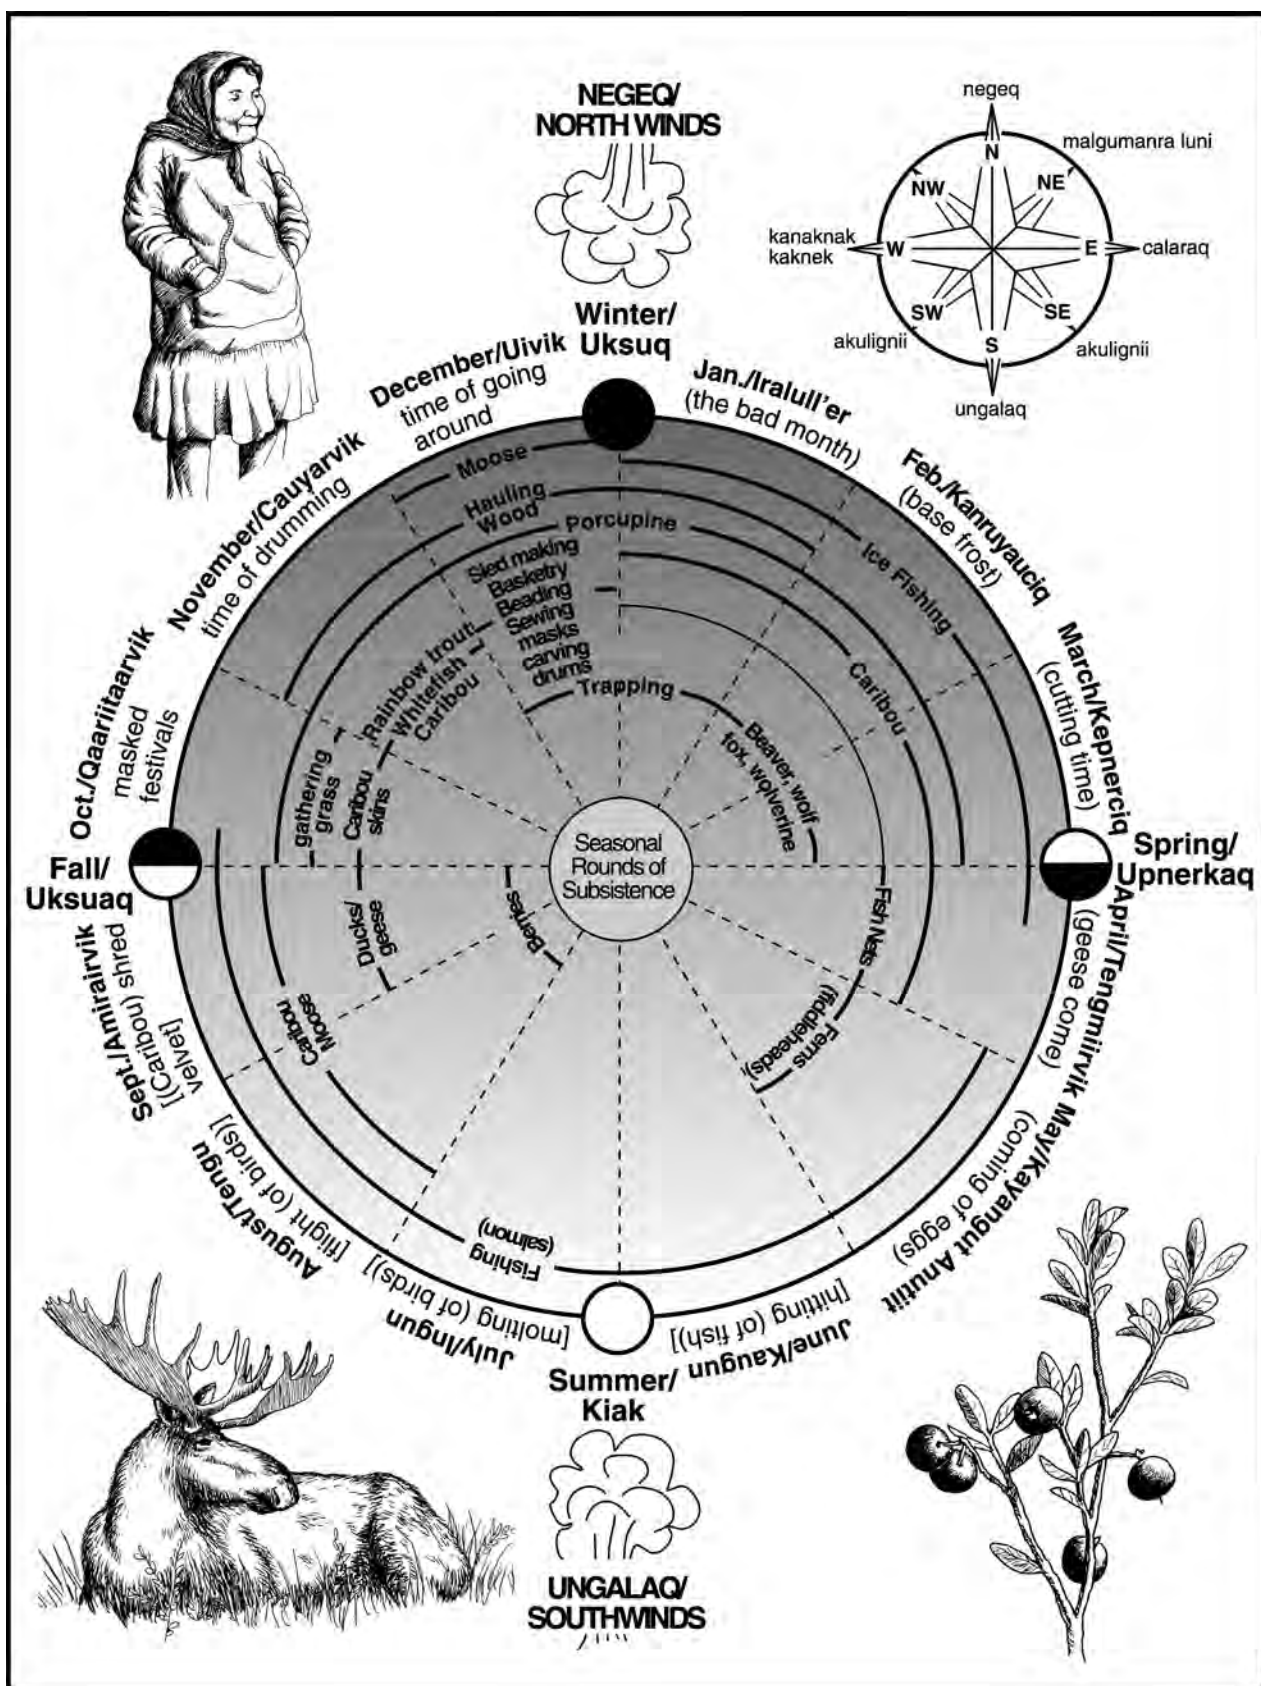 NEGEQ/
NORTH WINDS
negeq
malgumanra luni
N
NW
NE
kanaknak
kaknek
W
E
calaraq
SW
SE
akulignii
S
akulignii
ungalaq
Winter/
Uksuq
December/Uivik
time of going
around
Jan./Iralull'er
(the bad month)
Feb./Kanruyauciq
(base frost)
March/Kepnerciq
(cutting time)
Spring/
Upnerkaq
April/Tengmiirvik
(geese come)
May/Kayangut Anutiit
(coming of eggs)
June/Kaugun
[hitting (of fish)]
Summer/
Kiak
July/Ingun
[molting (of birds)]
August/Tengu
[flight (of birds)]
Sept./Amirairvik
[(Caribou) shred
velvet]
Fall/
Uksuaq
Oct./Qaariitaarvik
masked
festivals
November/Cauyarvik
time of drumming
Moose
Hauling
Wood
Porcupine
Sled making
Basketry
Beading
Sewing
masks
carving
drums
Trapping
Beaver, wolf
fox, wolverine
Ice Fishing
Caribou
Rainbow trout
Whitefish
Caribou
gathering
grass
Caribou
skins
Seasonal
Rounds of
Subsistence
Fish Nets
Ferns
(fiddleheads)
Ducks/
geese
Berries
Caribou
Moose
Fishing
(salmon)
UNGALAQ/
SOUTHWINDS